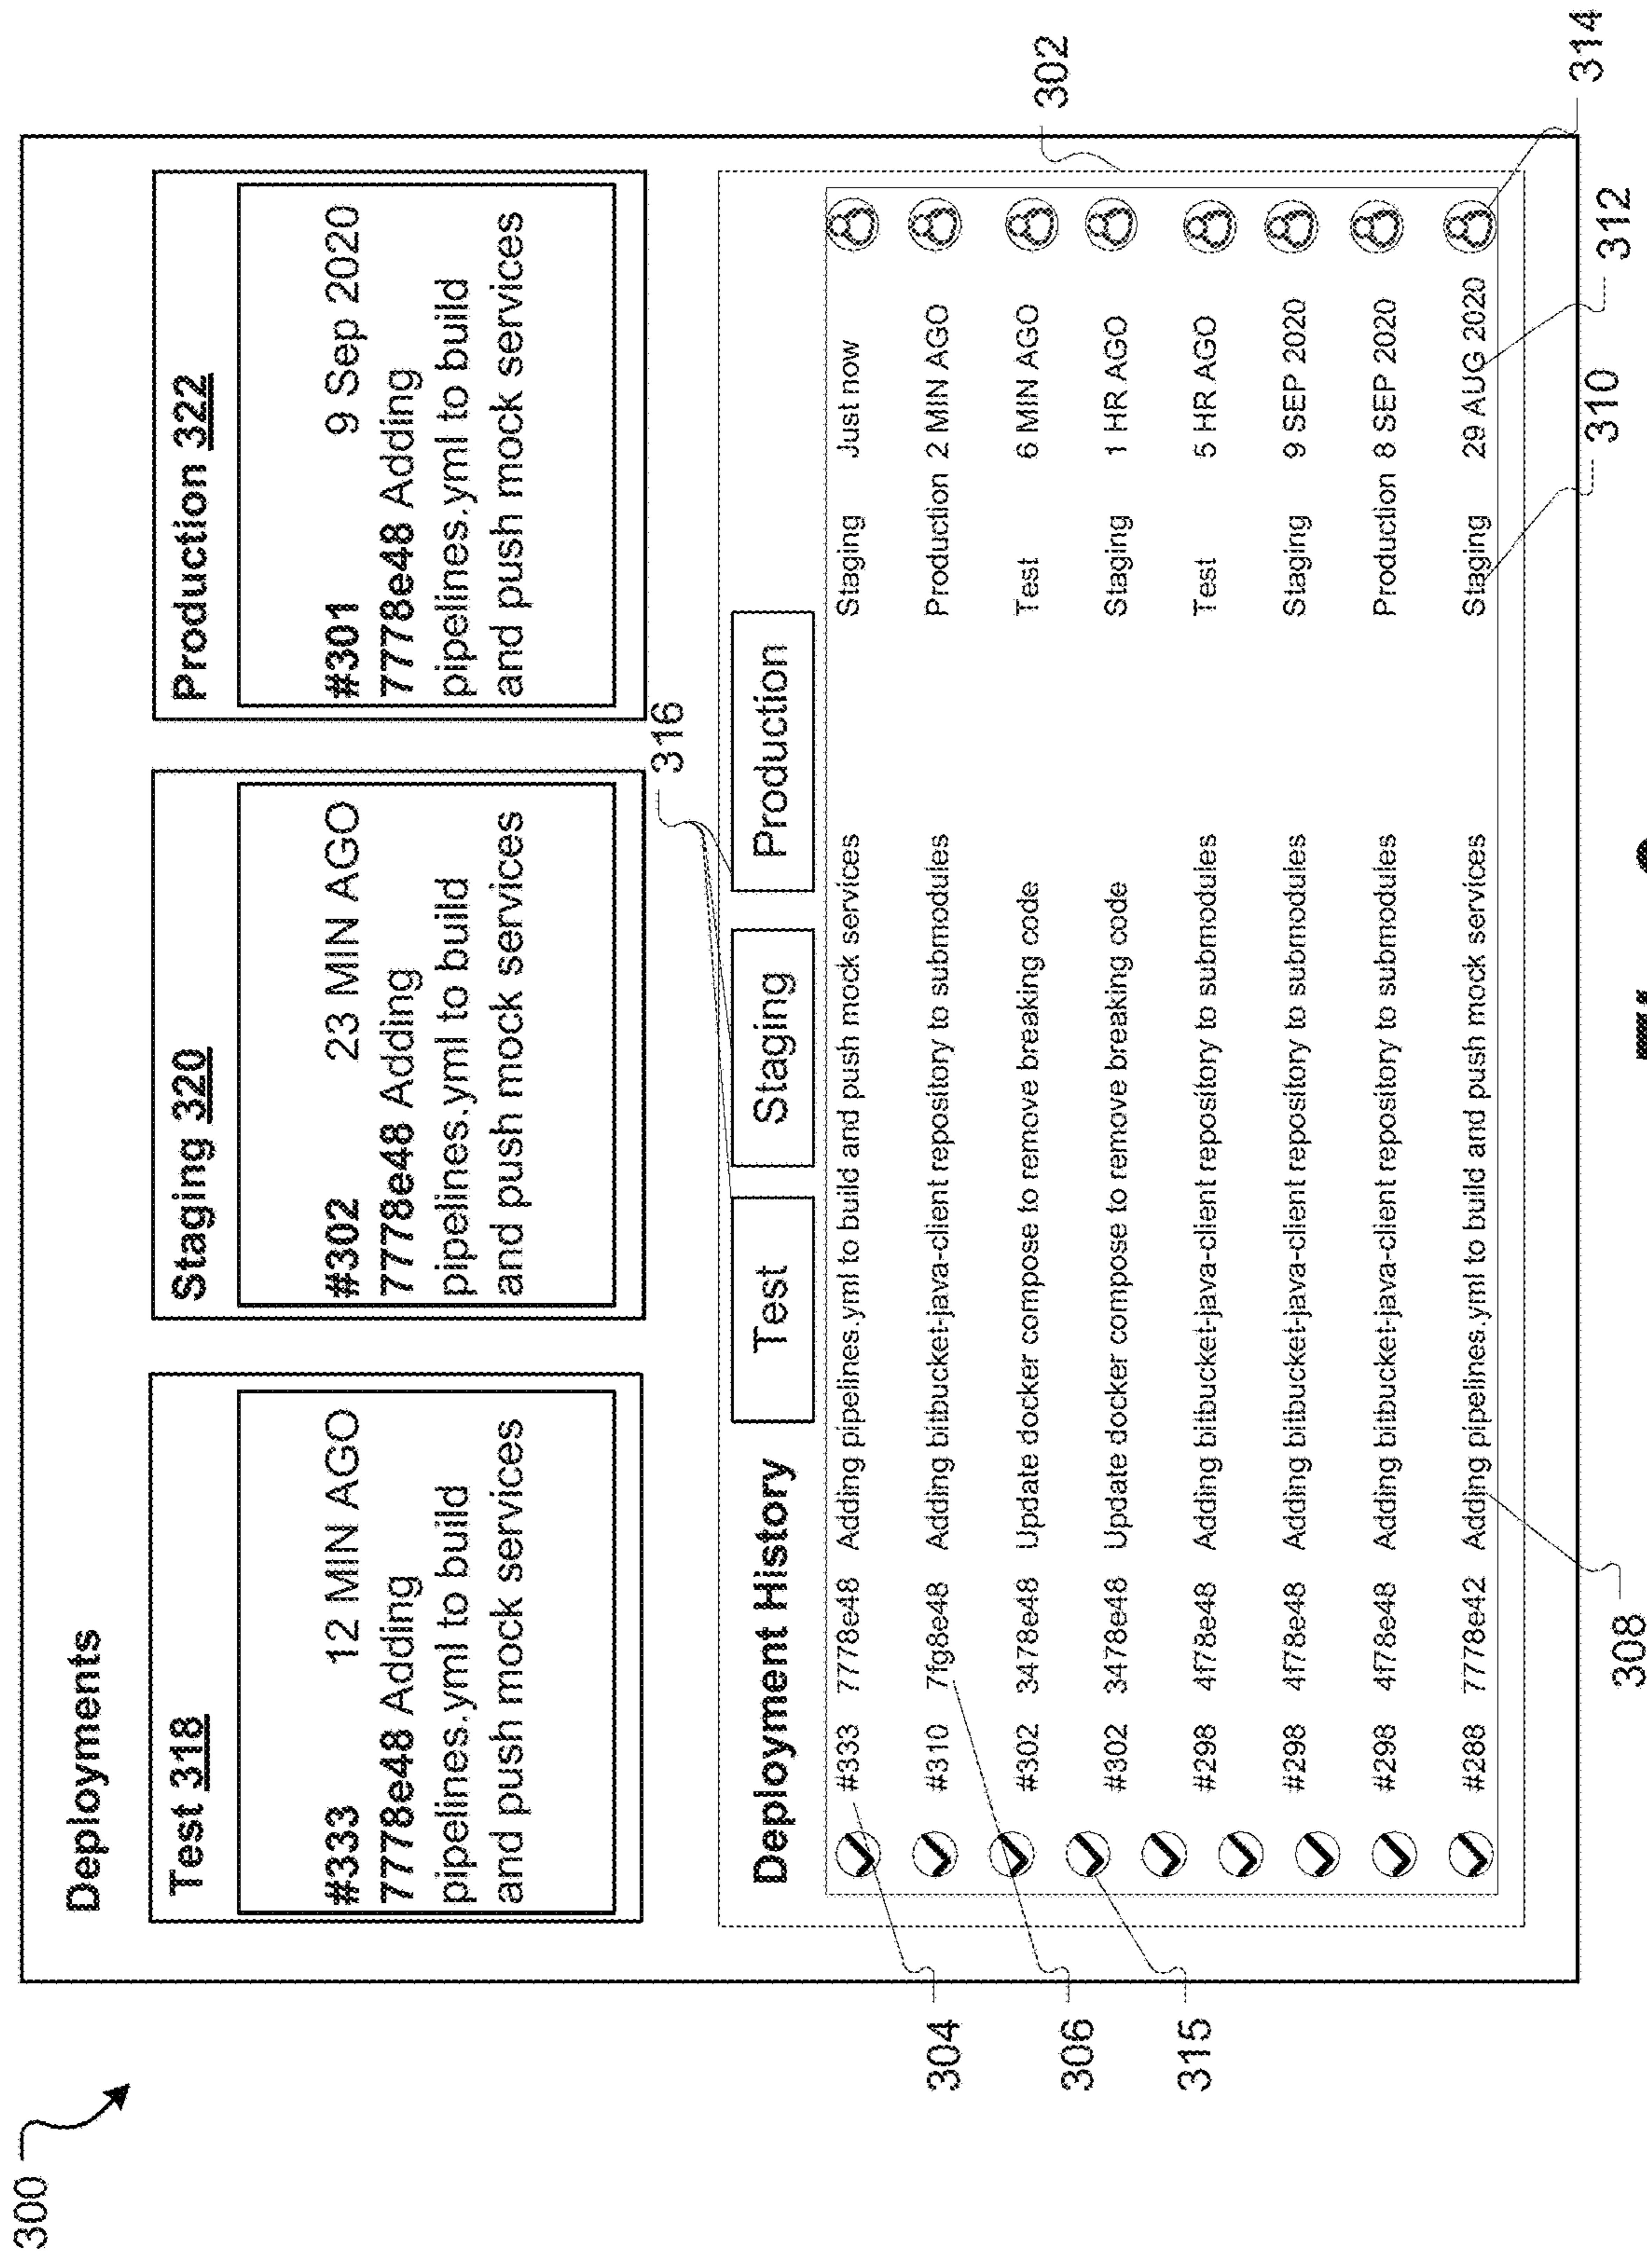 300
Deployments
Test 318
#333 12 MIN AGO
7778e48 Adding
pipelines.yml to build
and push mock services
Staging 320
#302 23 MIN AGO
7778e48 Adding
pipelines.yml to build
and push mock services
Production 322
#301 9 Sep 2020
7778e48 Adding
pipelines.yml to build
and push mock services
316
302
Deployment History Test Staging Production
#333 7778e48 Adding pipelines.yml to build and push mock services Staging Just now
#310 7fg8e48 Adding bitbucket-java-client repository to submodules Production 2 MIN AGO
#302 3478e48 Update docker compose to remove breaking code Test 6 MIN AGO
#302 3478e48 Update docker compose to remove breaking code Staging 1 HR AGO
#298 4f78e48 Adding bitbucket-java-client repository to submodules Test 5 HR AGO
#298 4f78e48 Adding bitbucket-java-client repository to submodules Staging 9 SEP 2020
#298 4f78e48 Adding bitbucket-java-client repository to submodules Production 8 SEP 2020
#288 7778e42 Adding pipelines.yml to build and push mock services Staging 29 AUG 2020
304
306
315
308
310
312
314